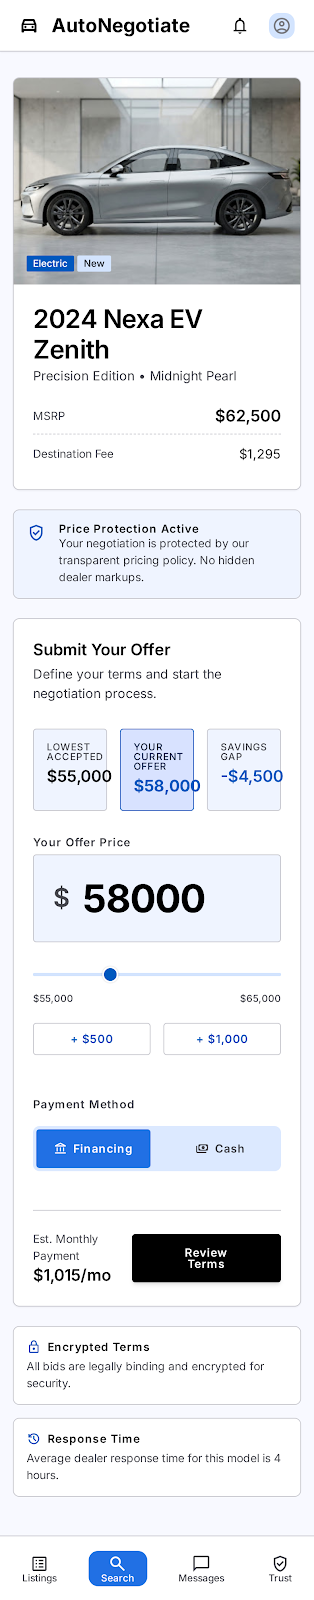 AutoNegotiate
Electric
New
2024 Nexa EV
Zenith
Precision Edition • Midnight Pearl
MSRP
$62,500
Destination Fee
$1,295
Price Protection Active
Your negotiation is protected by our
transparent pricing policy. No hidden
dealer markups.
Submit Your Offer
Define your terms and start the
negotiation process.
LOWEST
ACCEPTED
$55,000
YOUR
CURRENT
OFFER
$58,000
SAVINGS
GAP
-$4,500
Your Offer Price
$ 58000
$55,000
$65,000
+ $500
+ $1,000
Payment Method
Financing
Cash
Est. Monthly
Payment
$1,015/mo
Review
Terms
Encrypted Terms
All bids are legally binding and encrypted for
security.
Response Time
Average dealer response time for this model is 4
hours.
Listings
Search
Messages
Trust